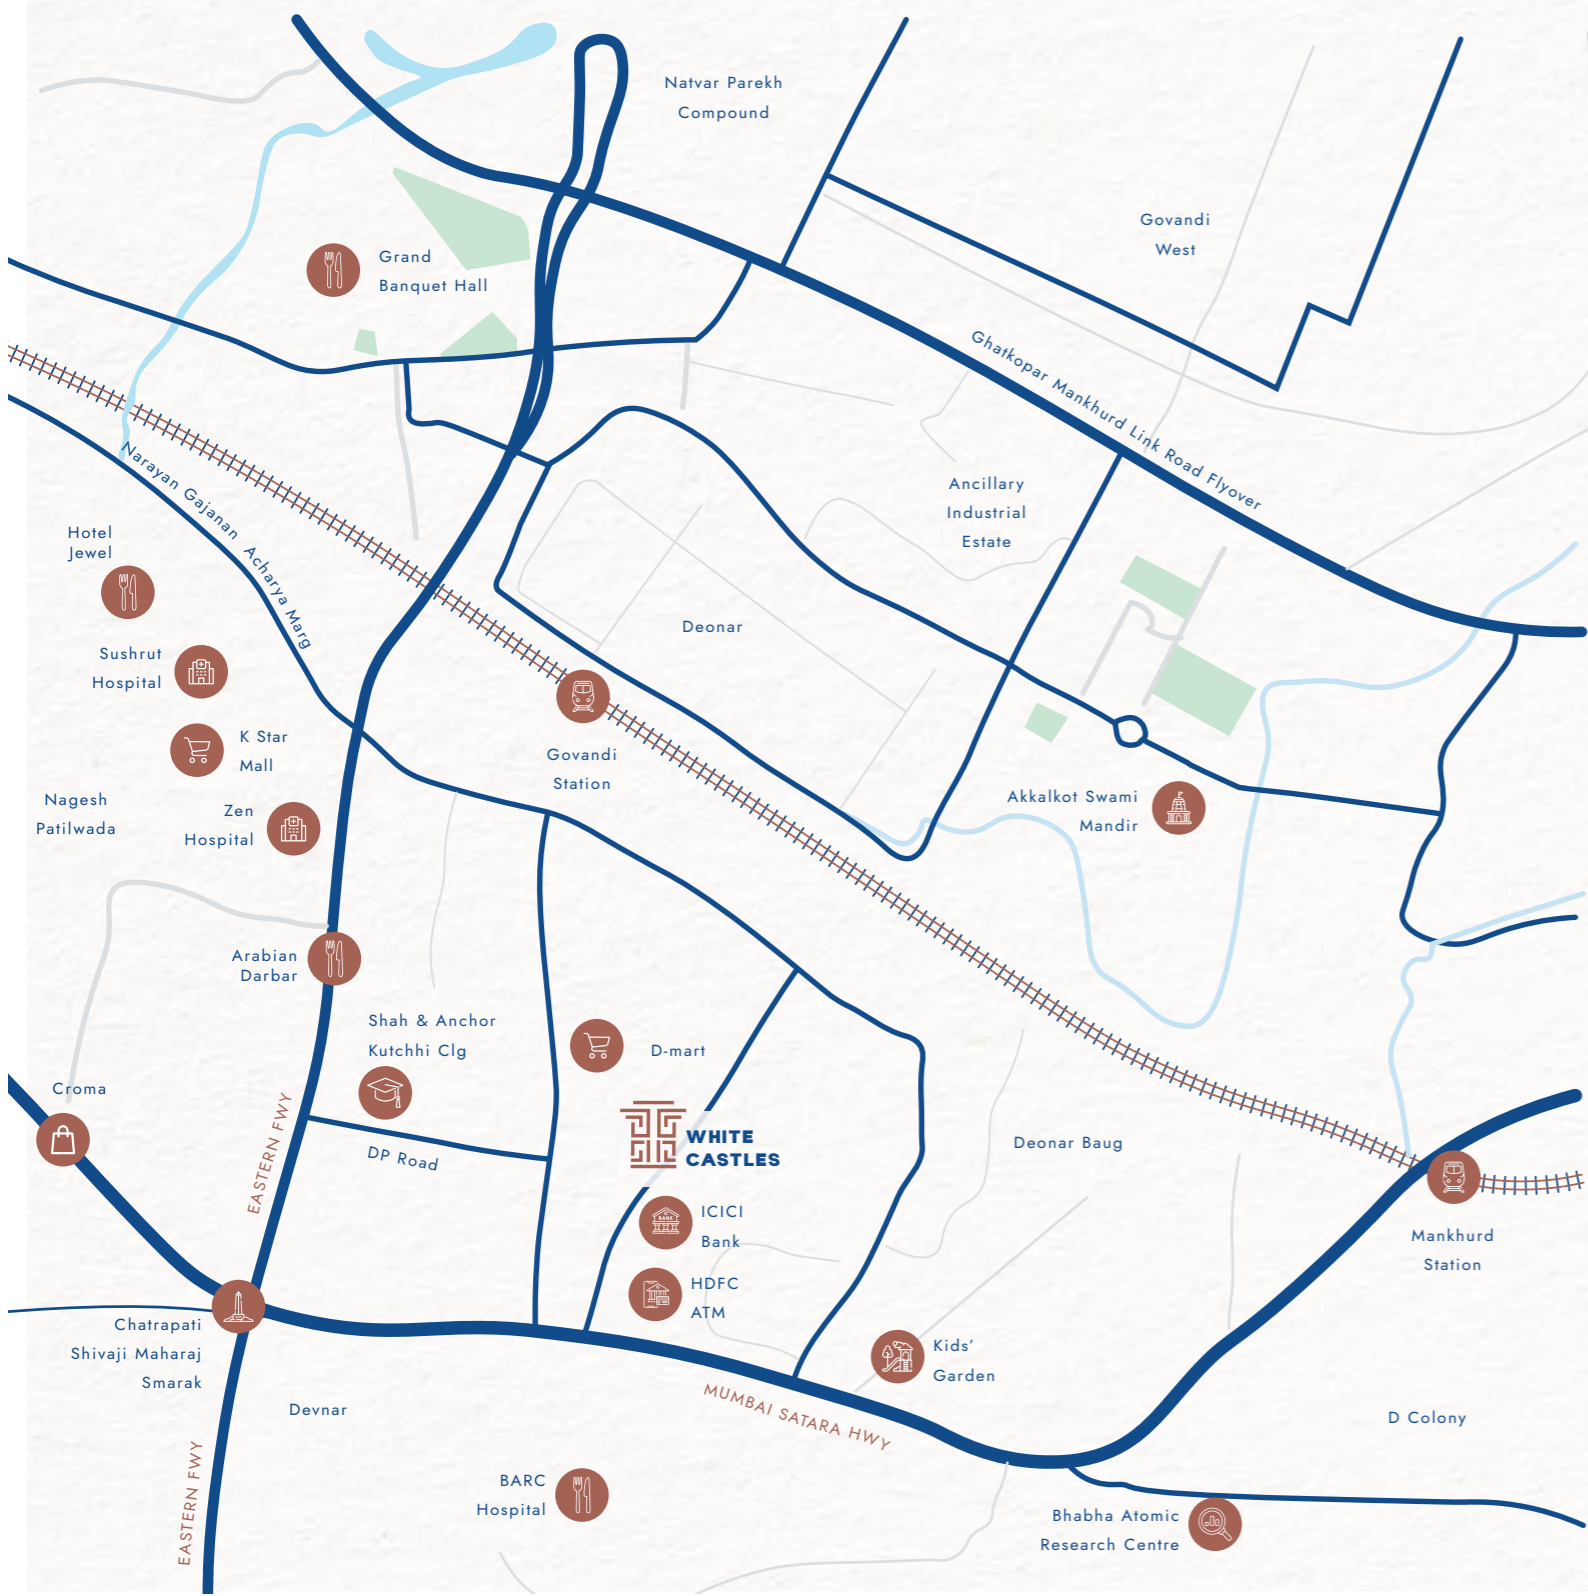 Natvar Parekh
Compound
Govandi
West
Grand
Banquet Hall
Ghatkopar Mankhurd Link Road Flyover
Narayan Gajanan Acharya Marg
Ancillary
Industrial
Estate
Hotel
Jewel
Deonar
Sushrut
Hospital
K Star
Mall
Govandi
Station
Nagesh
Patilwada
Zen
Hospital
Akkalkot Swami
Mandir
Arabian
Darbar
Shah & Anchor
Kutchhi Clg
D-mart
Croma
EASTERN FWY
DP Road
WHITE
CASTLES
Deonar Baug
BANK
ICICI
Bank
Mankhurd
Station
HDFC
ATM
Chatrapati
Shivaji Maharaj
Smarak
Kids’
Garden
Devnar
MUMBAI SATARA HWY
D Colony
EASTERN FWY
BARC
Hospital
Bhabha Atomic
Research Centre